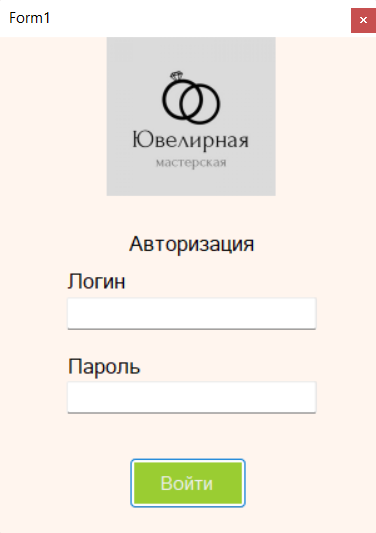 Form1
Ювелирная
мастерская
Авторизация
Логин
Пароль
Войти